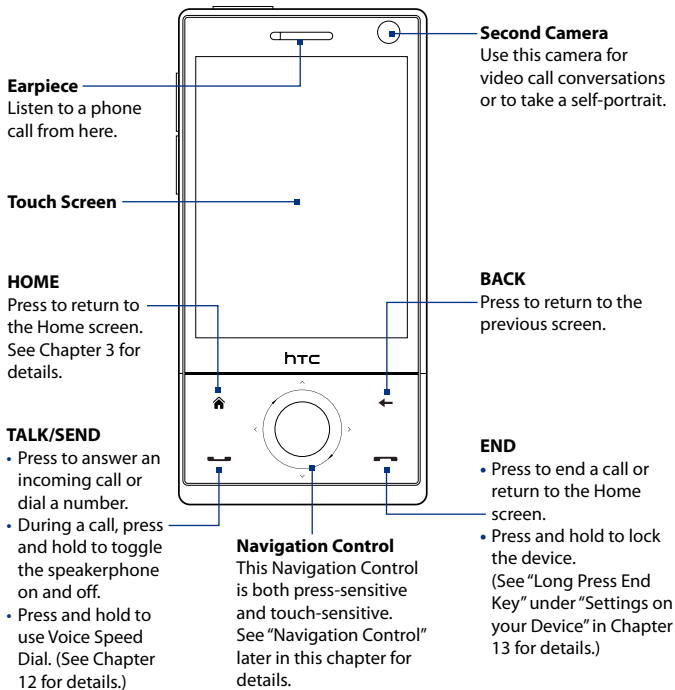 Second Camera
Use this camera for
video call conversations
or to take a self-portrait.
Earpiece
Listen to a phone
call from here.
Touch Screen
HOME
Press to return to
the Home screen.
See Chapter 3 for
details.
BACK
Press to return to the
previous screen.
hTC
TALK/SEND
• Press to answer an
incoming call or
dial a number.
• During a call, press
and hold to toggle
the speakerphone
on and off.
• Press and hold to
use Voice Speed
Dial. (See Chapter
12 for details.)
Navigation Control
This Navigation Control
is both press-sensitive
and touch-sensitive.
See “Navigation Control”
later in this chapter for
details.
END
• Press to end a call or
return to the Home
screen.
• Press and hold to lock
the device.
(See “Long Press End
Key” under “Settings on
your Device” in Chapter
13 for details.)